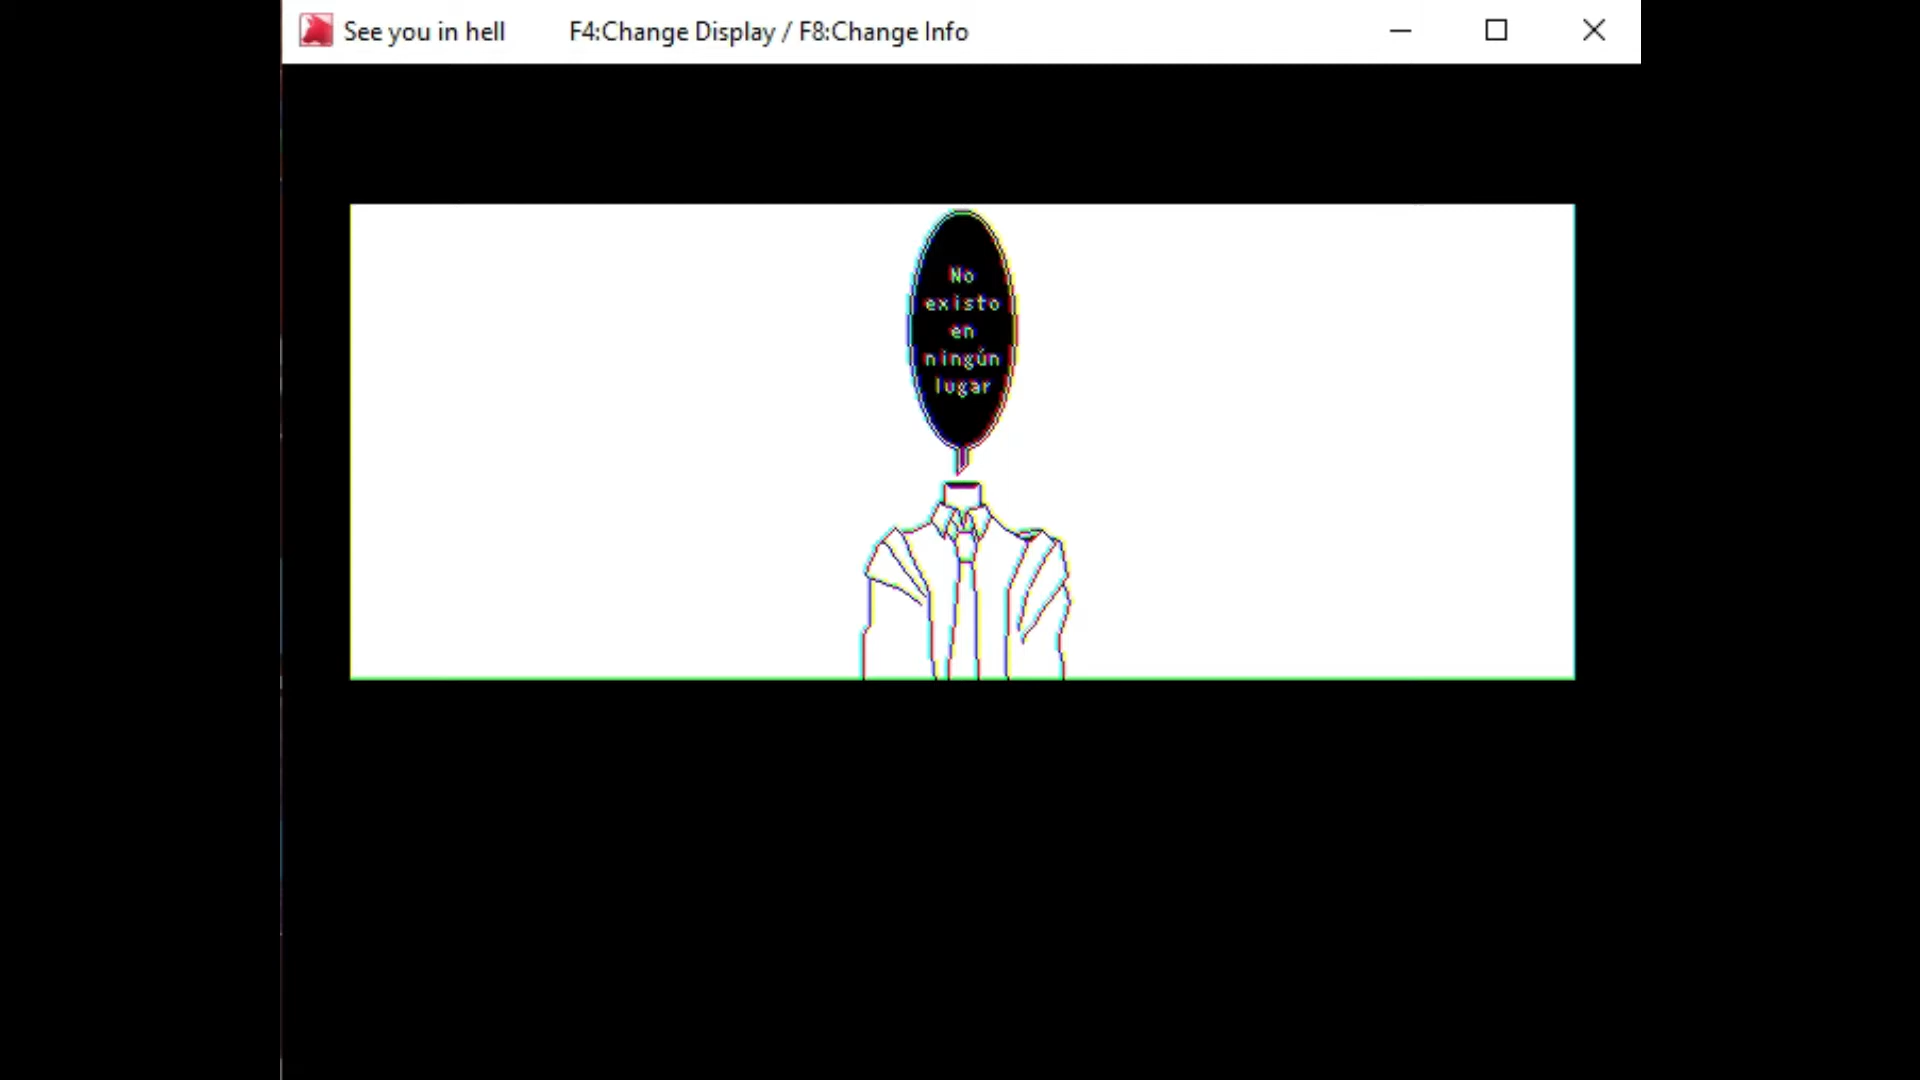 See you in hell F4:Change Display / F8:Change Info
No
existo
en
ningún
lugar